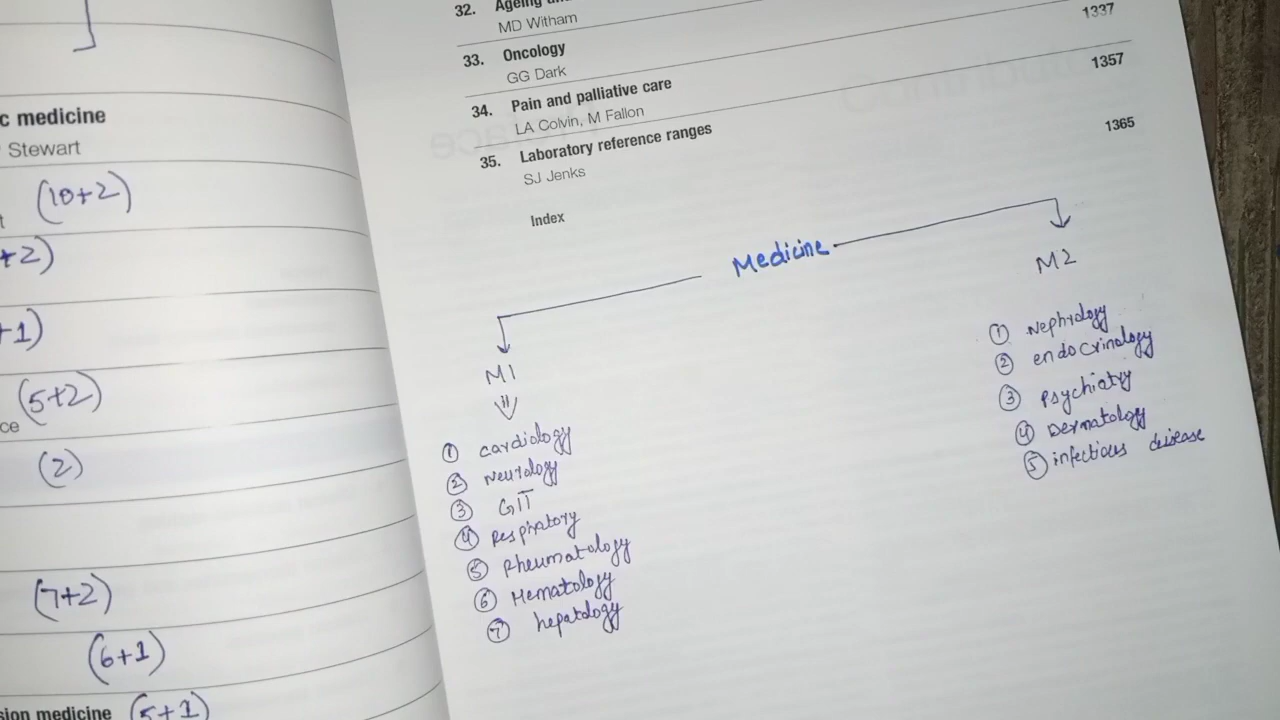 c medicine
Stewart
(10+2)
+2)
+1)
(5+2)
ce
(2)
(7+2)
(6+1)
sion medicine (5+1)
32. Ageing
MD Witham
33. Oncology
GG Dark
1337
34. Pain and palliative care
LA Colvin, M Fallon
1357
35. Laboratory reference ranges
SJ Jenks
1365
Index
Medicine
M1
① cardiology
② Neurology
③ GIT
④ Respiratory
⑤ Rheumatology
⑥ Hematology
⑦ hepatology
M2
① Nephrology
② endocrinology
③ Psychiatry
④ Dermatology
⑤ infectious disease